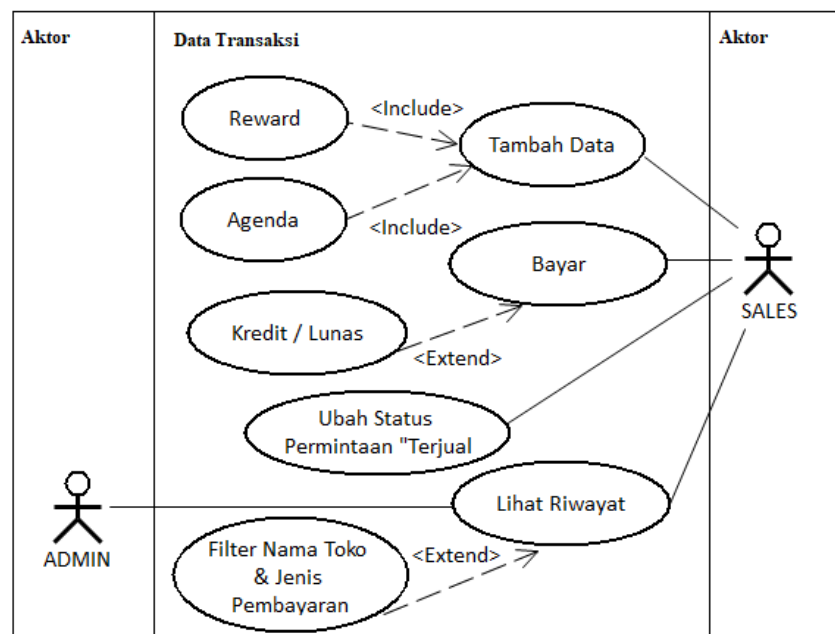 Aktor
Data Transaksi
Aktor
Reward
<Include>
Tambah Data
Agenda
<Include>
Bayar
SALES
Kredit / Lunas
<Extend>
Ubah Status
Permintaan "Terjual
Lihat Riwayat
ADMIN
Filter Nama Toko
& Jenis
Pembayaran
<Extend>